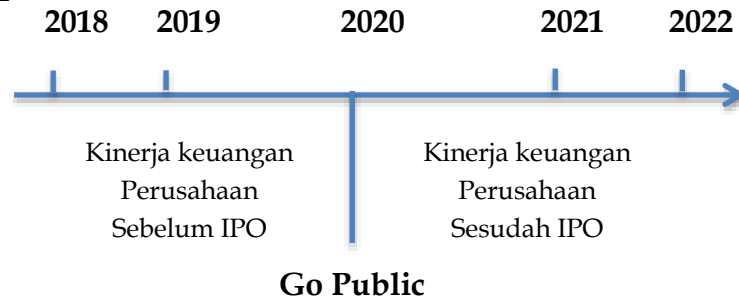 2018 2019 2020 2021 2022
Kinerja keuangan
Perusahaan
Sebelum IPO
Kinerja keuangan
Perusahaan
Sesudah IPO
Go Public